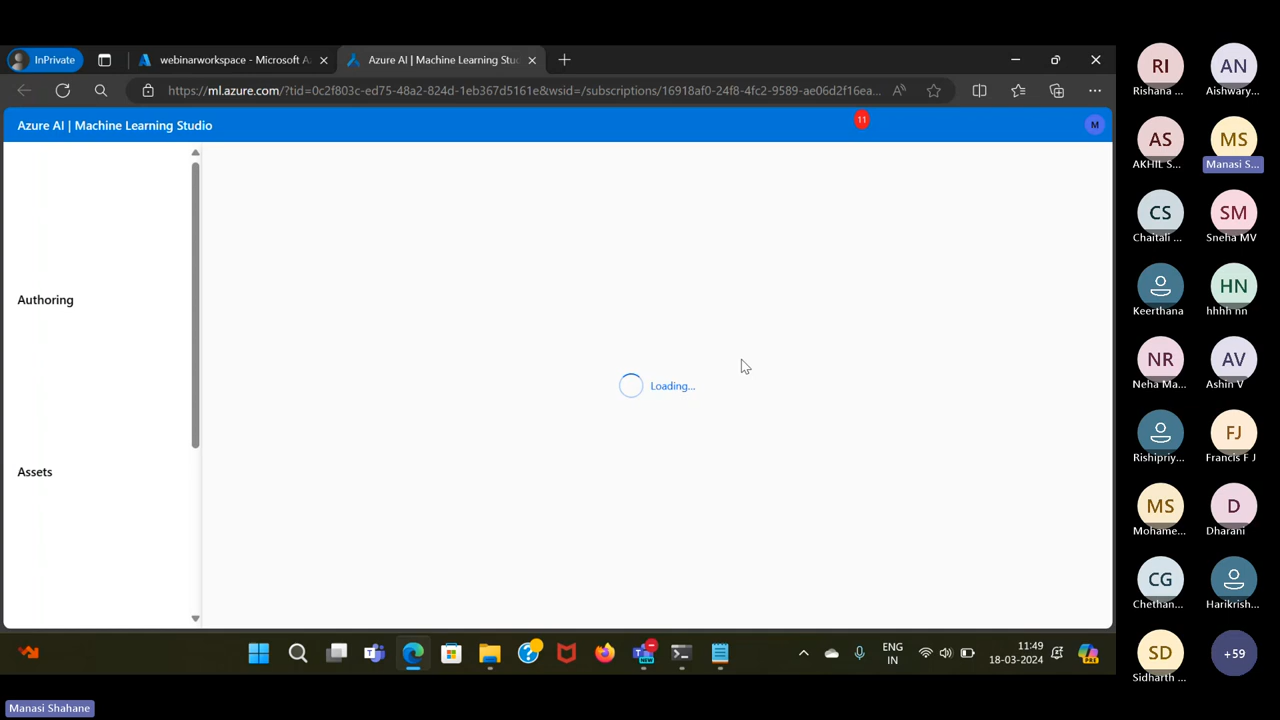 InPrivate
webinarworkspace - Microsoft A
Azure AI | Machine Learning Stu
https://ml.azure.com/?tid=0c2f803c-ed75-48a2-824d-1eb367d5161e&wsid=/subscriptions/16918af0-24f8-4fc2-9589-ae06d2f16ea...
Azure AI | Machine Learning Studio
11
M
Authoring
Loading...
Assets
NEW
ENG
IN
11:49
18-03-2024
PRE
Manasi Shahane
RI
Rishana ...
AN
Aishwary...
AS
AKHIL S...
MS
Manasi S...
CS
Chaitali ...
SM
Sneha MV
Keerthana
HN
hhhh nn
NR
Neha Ma...
AV
Ashin V
Rishipriy...
FJ
Francis F J
MS
Mohame...
D
Dharani
CG
Chethan...
Harikrish...
SD
Sidharth ...
+59